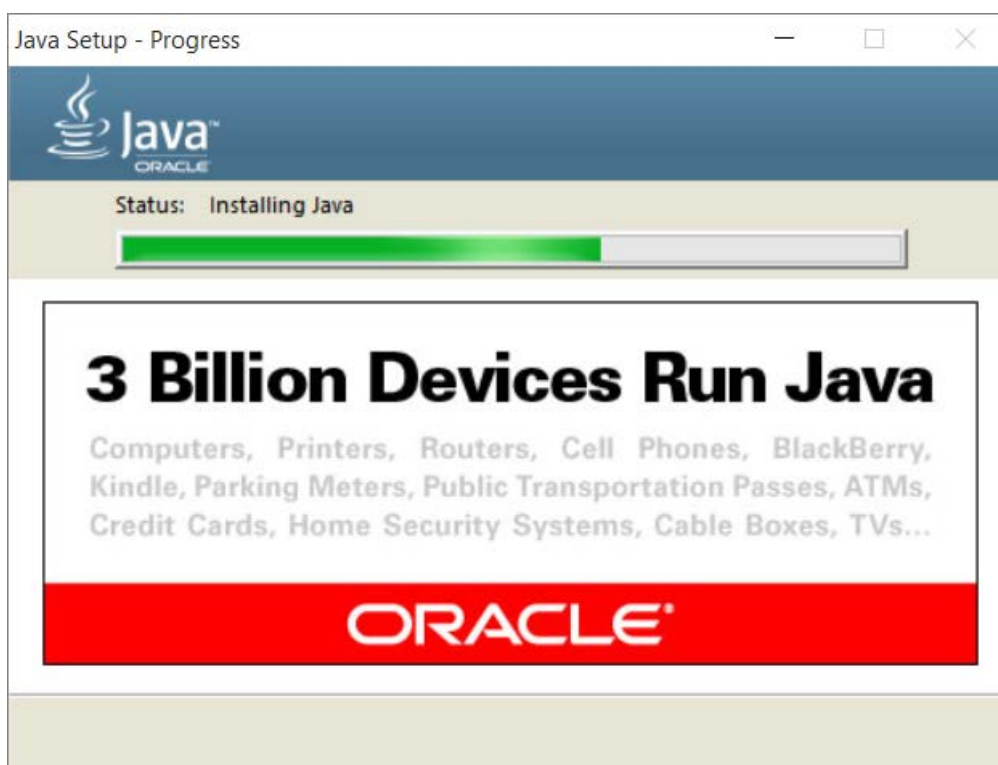 Java Setup - Progress
Java™
ORACLE
Status: Installing Java
3 Billion Devices Run Java
Computers, Printers, Routers, Cell Phones, BlackBerry,
Kindle, Parking Meters, Public Transportation Passes, ATMs,
Credit Cards, Home Security Systems, Cable Boxes, TVs...
ORACLE®